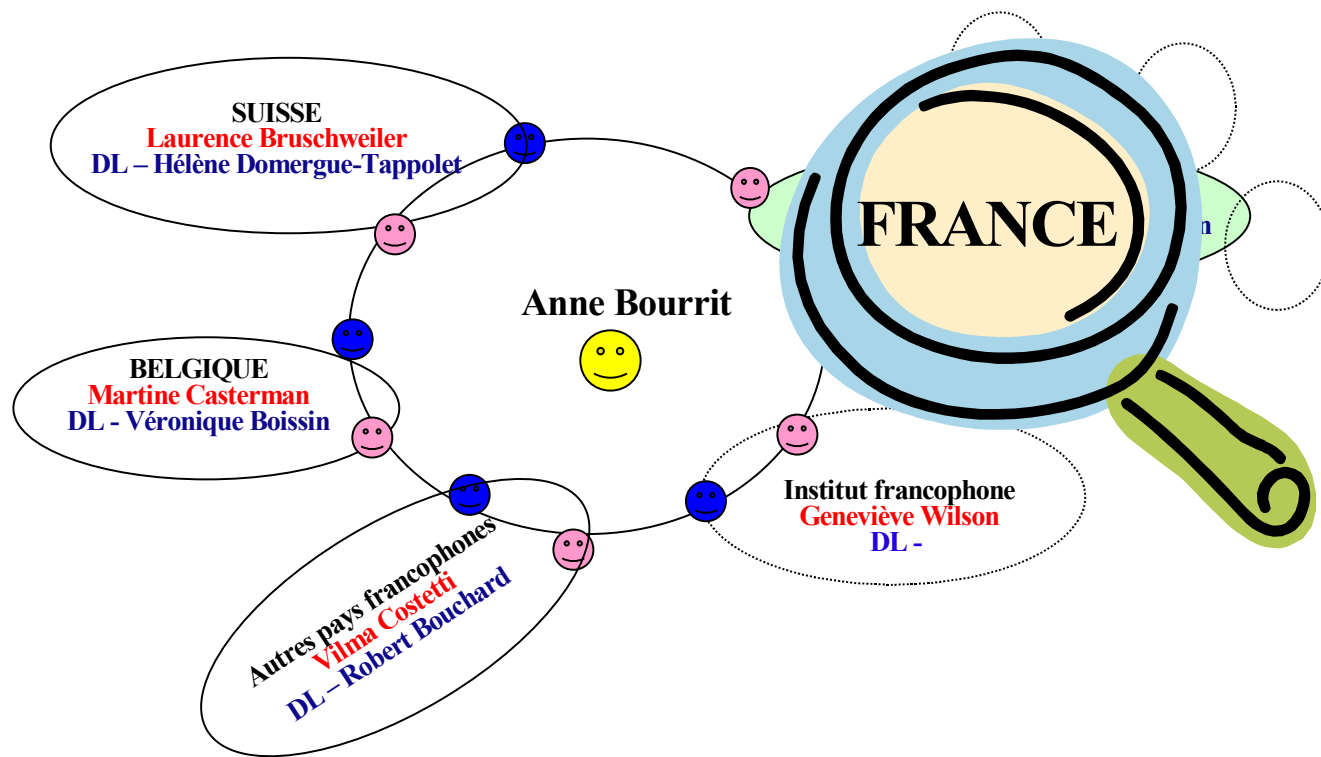 SUISSE
Laurence Bruschweiler
DL – Hélène Domergue-Tappolet
FRANCE
n
Anne Bourrit
BELGIQUE
Martine Casterman
DL - Véronique Boissin
Institut francophone
Geneviève Wilson
DL -
Autres pays francophones
Vilma Costetti
DL – Robert Bouchard